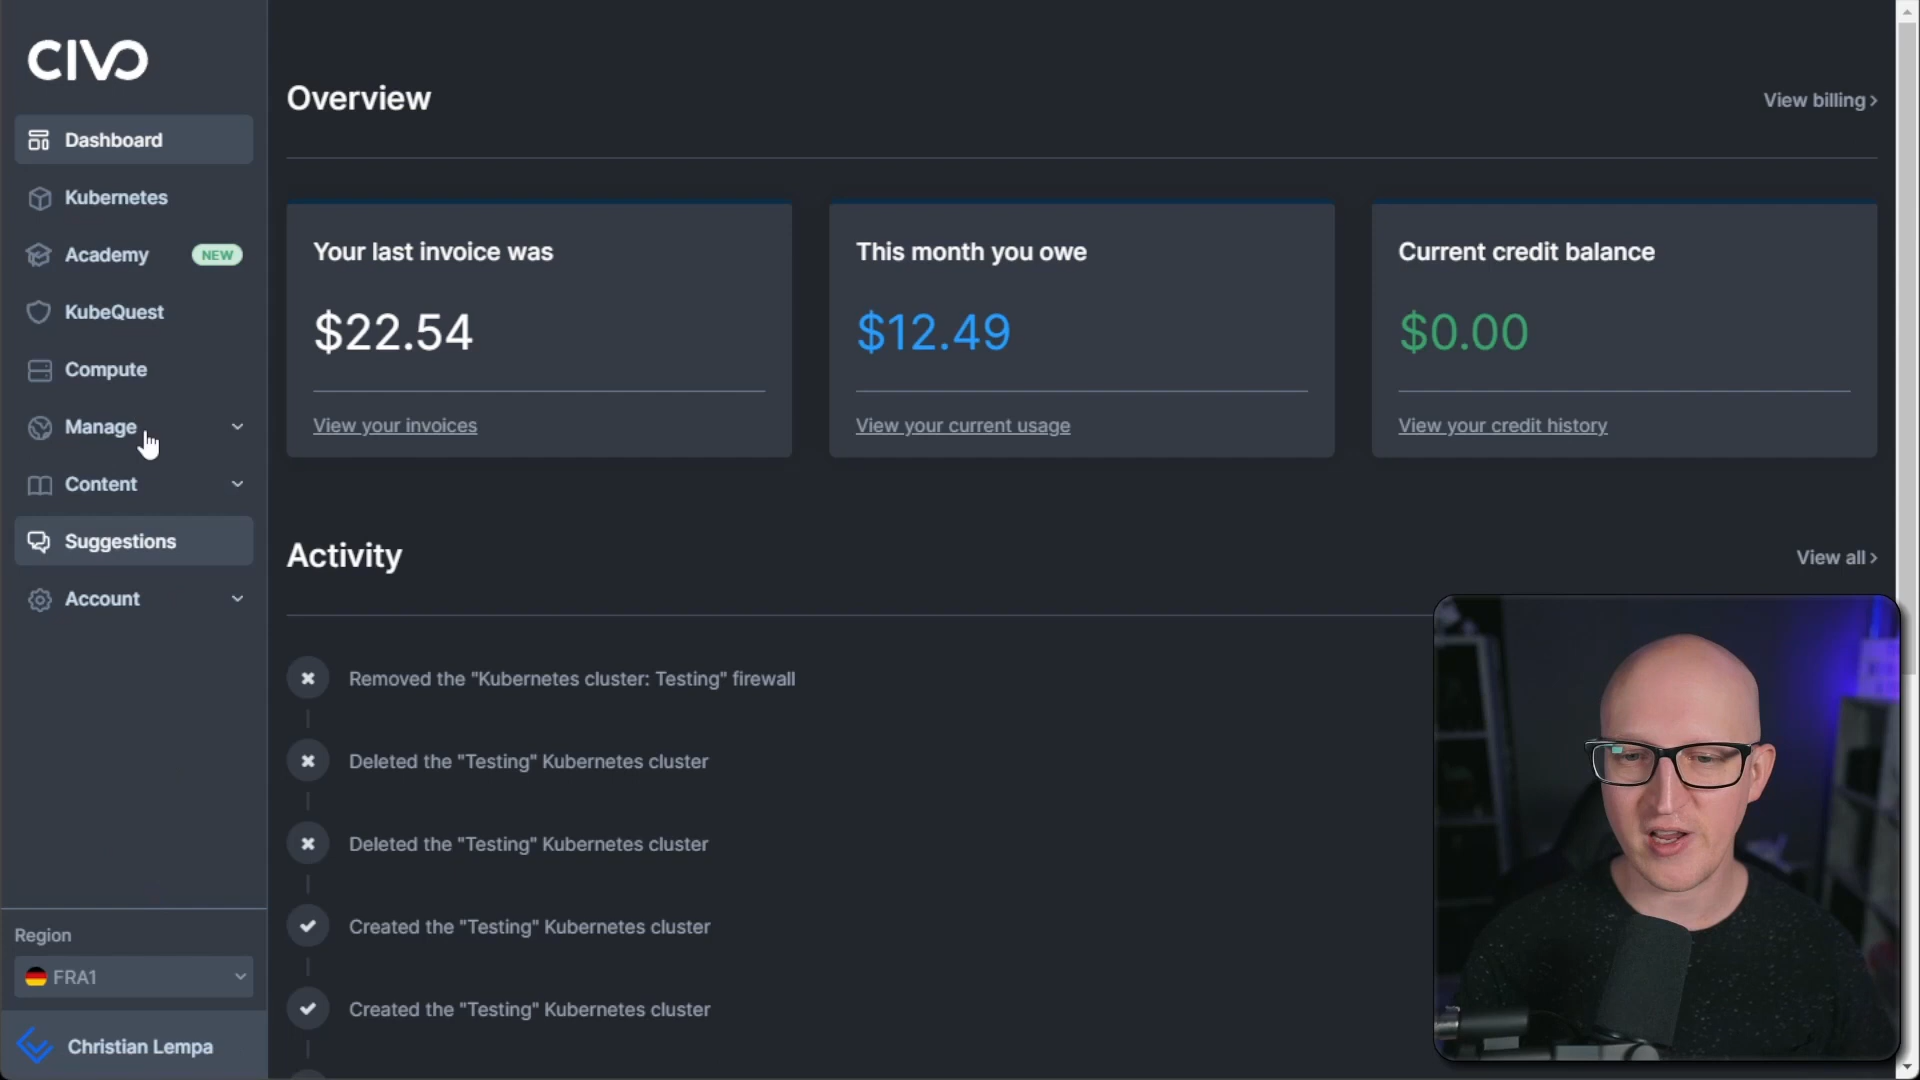 CIVO
Dashboard
Kubernetes
Academy NEW
KubeQuest
Compute
Manage
Content
Suggestions
Account
Region
FRA1
Christian Lempa
Overview
View billing
Your last invoice was
$22.54
View your invoices
This month you owe
$12.49
View your current usage
Current credit balance
$0.00
View your credit history
Activity
View all
Removed the "Kubernetes cluster: Testing" firewall
Deleted the "Testing" Kubernetes cluster
Deleted the "Testing" Kubernetes cluster
Created the "Testing" Kubernetes cluster
Created the "Testing" Kubernetes cluster